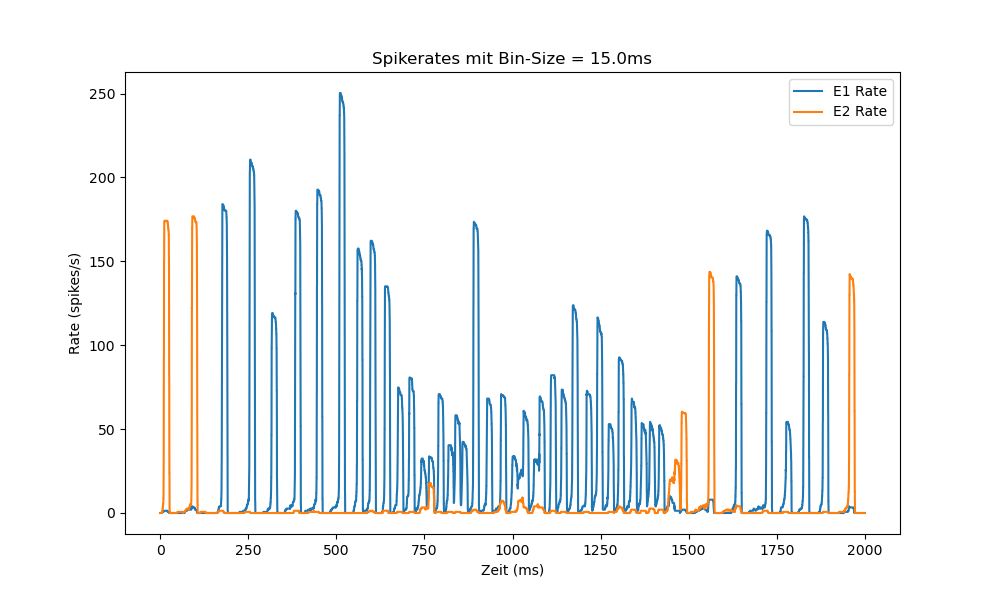 Spikerates mit Bin-Size = 15.0ms
E1 Rate
E2 Rate
Rate (spikes/s)
250
200
150
100
50
0
0 250 500 750 1000 1250 1500 1750 2000
Zeit (ms)